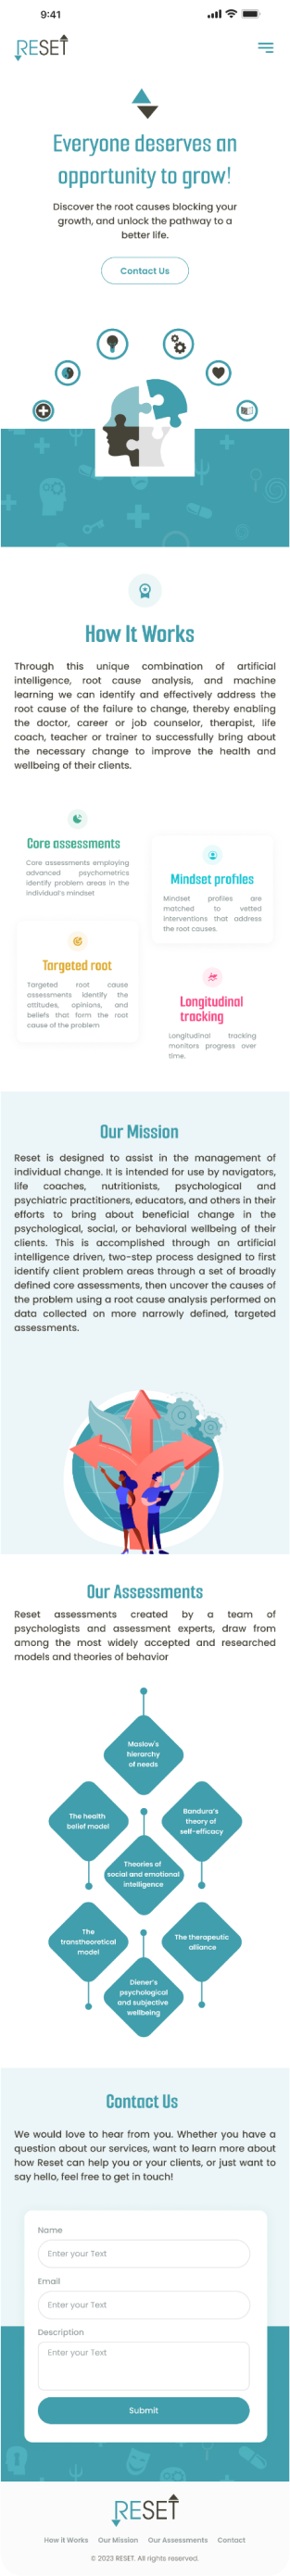 9:41
RESET
Everyone deserves an
opportunity to grow!
Discover the root causes blocking your
growth, and unlock the pathway to a
better life.
Contact Us
How It Works
Through this unique combination of artificial
intelligence, root cause analysis, and machine
learning we can identify and effectively address the
root cause of the failure to change, thereby enabling
the doctor, career or job counselor, therapist, life
coach, teacher or trainer to successfully bring about
the necessary change to improve the health and
wellbeing of their clients.
Core assessments
Core assessments employing
advanced psychometrics
identify problem areas in the
individual's mindset
Mindset profiles
Mindset profiles are
matched to vetted
interventions that address
the root causes.
Targeted root
Targeted root cause
assessments identify the
attitudes, opinions, and
beliefs that form the root
cause of the problem
Longitudinal
tracking
Longitudinal tracking
monitors progress over
time.
Our Mission
Reset is designed to assist in the management of
individual change. It is intended for use by navigators,
life coaches, nutritionists, psychological and
psychiatric practitioners, educators, and others in their
efforts to bring about beneficial change in the
psychological, social, or behavioral wellbeing of their
clients. This is accomplished through an artificial
intelligence driven, two-step process designed to first
identify client problem areas through a set of broadly
defined core assessments, then uncover the causes of
the problem using a root cause analysis performed on
data collected on more narrowly defined, targeted
assessments.
Our Assessments
Reset assessments created by a team of
psychologists and assessment experts, draw from
among the most widely accepted and researched
models and theories of behavior
Maslow's
hierarchy
of needs
The health
belief model
Bandura's
theory of
self-efficacy
Theories of
social and emotional
intelligence
The
transtheoretical
model
The therapeutic
alliance
Diener's
psychological
and subjective
wellbeing
Contact Us
We would love to hear from you. Whether you have a
question about our services, want to learn more about
how Reset can help you or your clients, or just want to
say hello, feel free to get in touch!
Name
Enter your Text
Email
Enter your Text
Description
Enter your Text
Submit
RESET
How it Works Our Mission Our Assessments Contact
© 2023 RESET. All rights reserved.